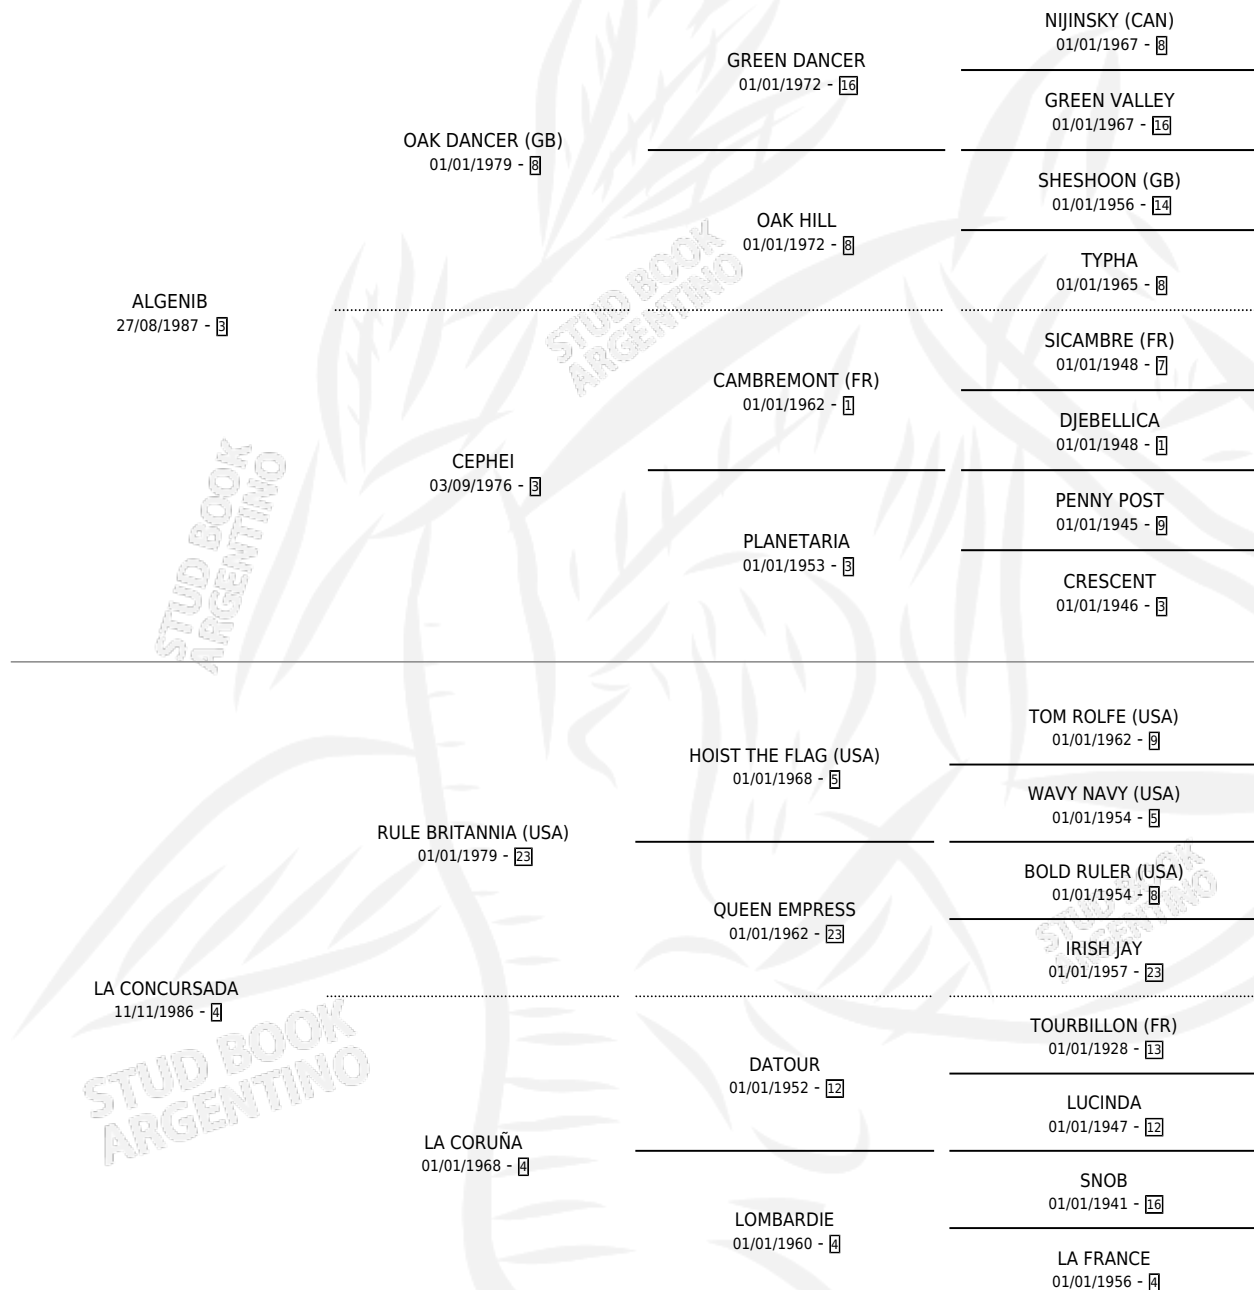 NIJINSKY (CAN)
01/01/1967 - 8
GREEN DANCER
01/01/1972 - 16
GREEN VALLEY
01/01/1967 - 16
OAK DANCER (GB)
01/01/1979 - 8
SHESHOON (GB)
01/01/1956 - 14
OAK HILL
01/01/1972 - 8
TYPHA
01/01/1965 - 8
ALGENIB
27/08/1987 - 3
SICAMBRE (FR)
01/01/1948 - 7
CAMBREMONT (FR)
01/01/1962 - 1
DJEBELLICA
01/01/1948 - 1
CEPHEI
03/09/1976 - 3
PENNY POST
01/01/1945 - 9
PLANETARIA
01/01/1953 - 3
CRESCENT
01/01/1946 - 3
STUD BOOK
ARGENTINO
STUD BOOK
ARGENTINO
TOM ROLFE (USA)
01/01/1962 - 9
HOIST THE FLAG (USA)
01/01/1968 - 5
WAVY NAVY (USA)
01/01/1954 - 5
RULE BRITANNIA (USA)
01/01/1979 - 23
BOLD RULER (USA)
01/01/1954 - 8
QUEEN EMPRESS
01/01/1962 - 23
IRISH JAY
01/01/1957 - 23
STUD BOOK
ARGENTINO
LA CONCURSADA
11/11/1986 - 4
TOURBILLON (FR)
01/01/1928 - 13
DATOUR
01/01/1952 - 12
LUCINDA
01/01/1947 - 12
STUD BOOK
ARGENTINO
LA CORUÑA
01/01/1968 - 4
SNOB
01/01/1941 - 16
LOMBARDIE
01/01/1960 - 4
LA FRANCE
01/01/1956 - 4